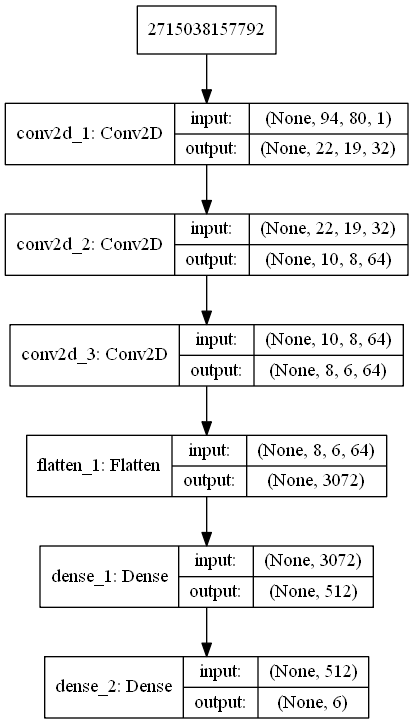 2715038157792
conv2d_1: Conv2D
input: (None, 94, 80, 1)
output: (None, 22, 19, 32)
conv2d_2: Conv2D
input: (None, 22, 19, 32)
output: (None, 10, 8, 64)
conv2d_3: Conv2D
input: (None, 10, 8, 64)
output: (None, 8, 6, 64)
flatten_1: Flatten
input: (None, 8, 6, 64)
output: (None, 3072)
dense_1: Dense
input: (None, 3072)
output: (None, 512)
dense_2: Dense
input: (None, 512)
output: (None, 6)